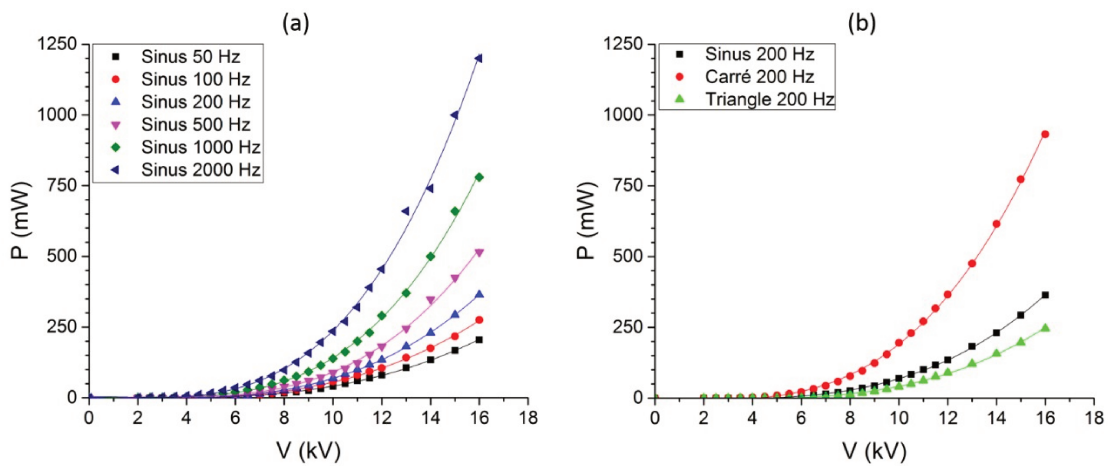 (a)
1250
1000
750
500
250
0
P (mW)
Sinus 50 Hz
Sinus 100 Hz
Sinus 200 Hz
Sinus 500 Hz
Sinus 1000 Hz
Sinus 2000 Hz
0 2 4 6 8 10 12 14 16 18
V (kV)
(b)
1250
1000
750
500
250
0
P (mW)
Sinus 200 Hz
Carré 200 Hz
Triangle 200 Hz
0 2 4 6 8 10 12 14 16 18
V (kV)